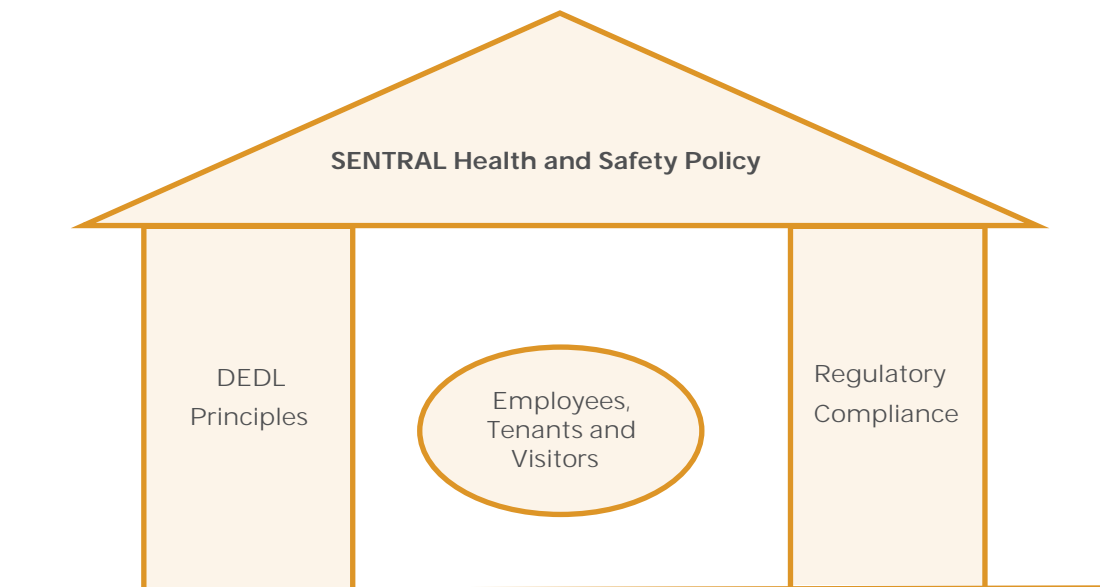 SENTRAL Health and Safety Policy
DEDL
Principles
Employees,
Tenants and
Visitors
Regulatory
Compliance